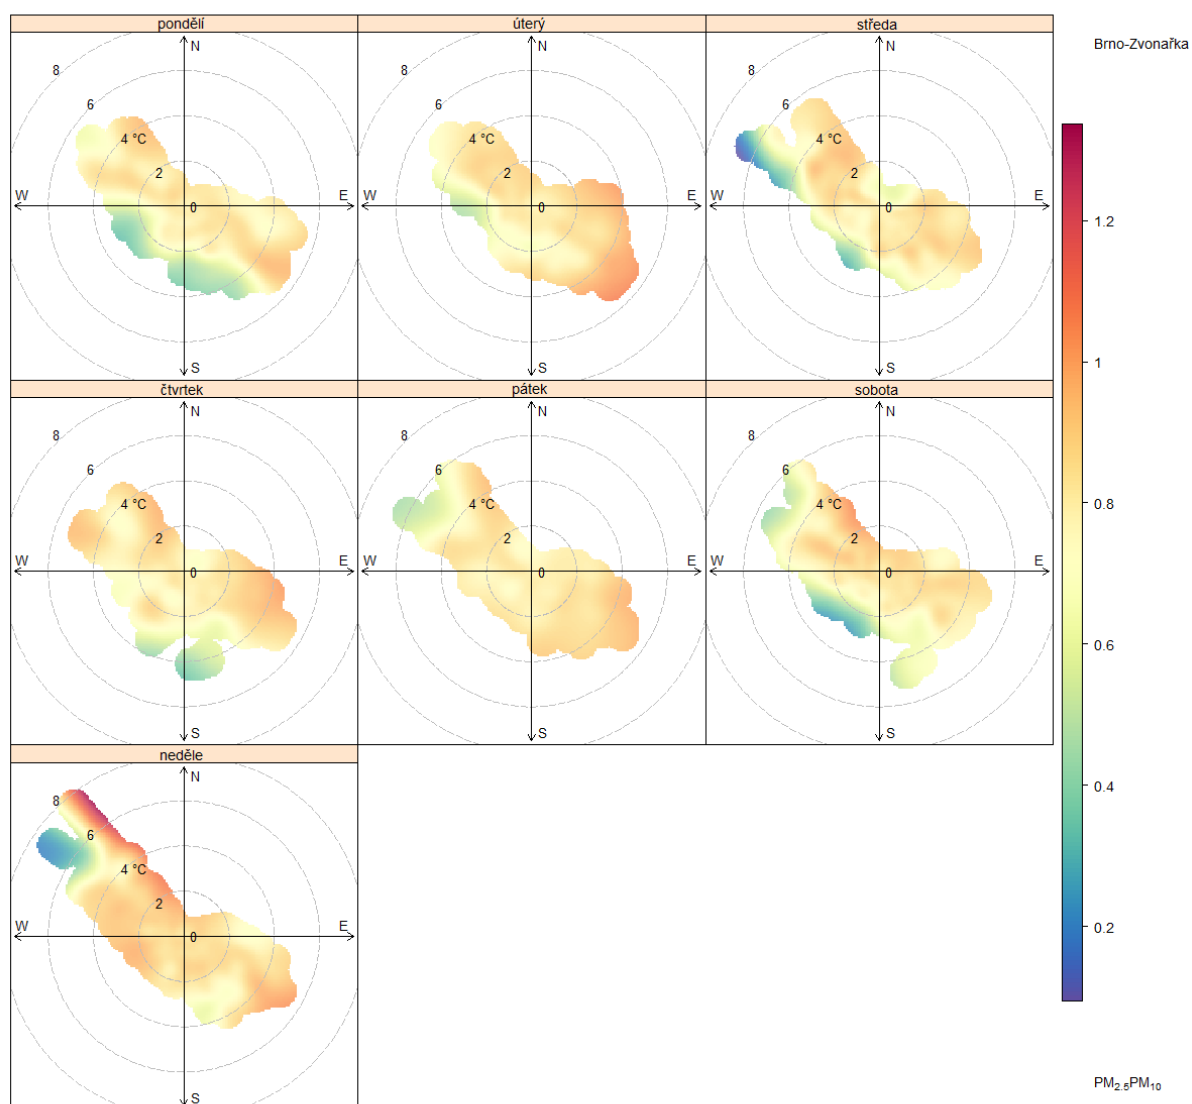 pondělí
úterý
středa
Brno-Zvonařka
N
8
6
4 °C
2
W
0
E
S
N
8
6
4 °C
2
W
0
E
S
N
8
6
4 °C
2
W
0
E
S
čtvrtek
pátek
sobota
N
8
6
4 °C
2
W
0
E
S
N
8
6
4 °C
2
W
0
E
S
N
8
6
4 °C
2
W
0
E
S
neděle
N
8
6
4 °C
2
W
0
E
S
1.2
1
0.8
0.6
0.4
0.2
PM2.5PM10